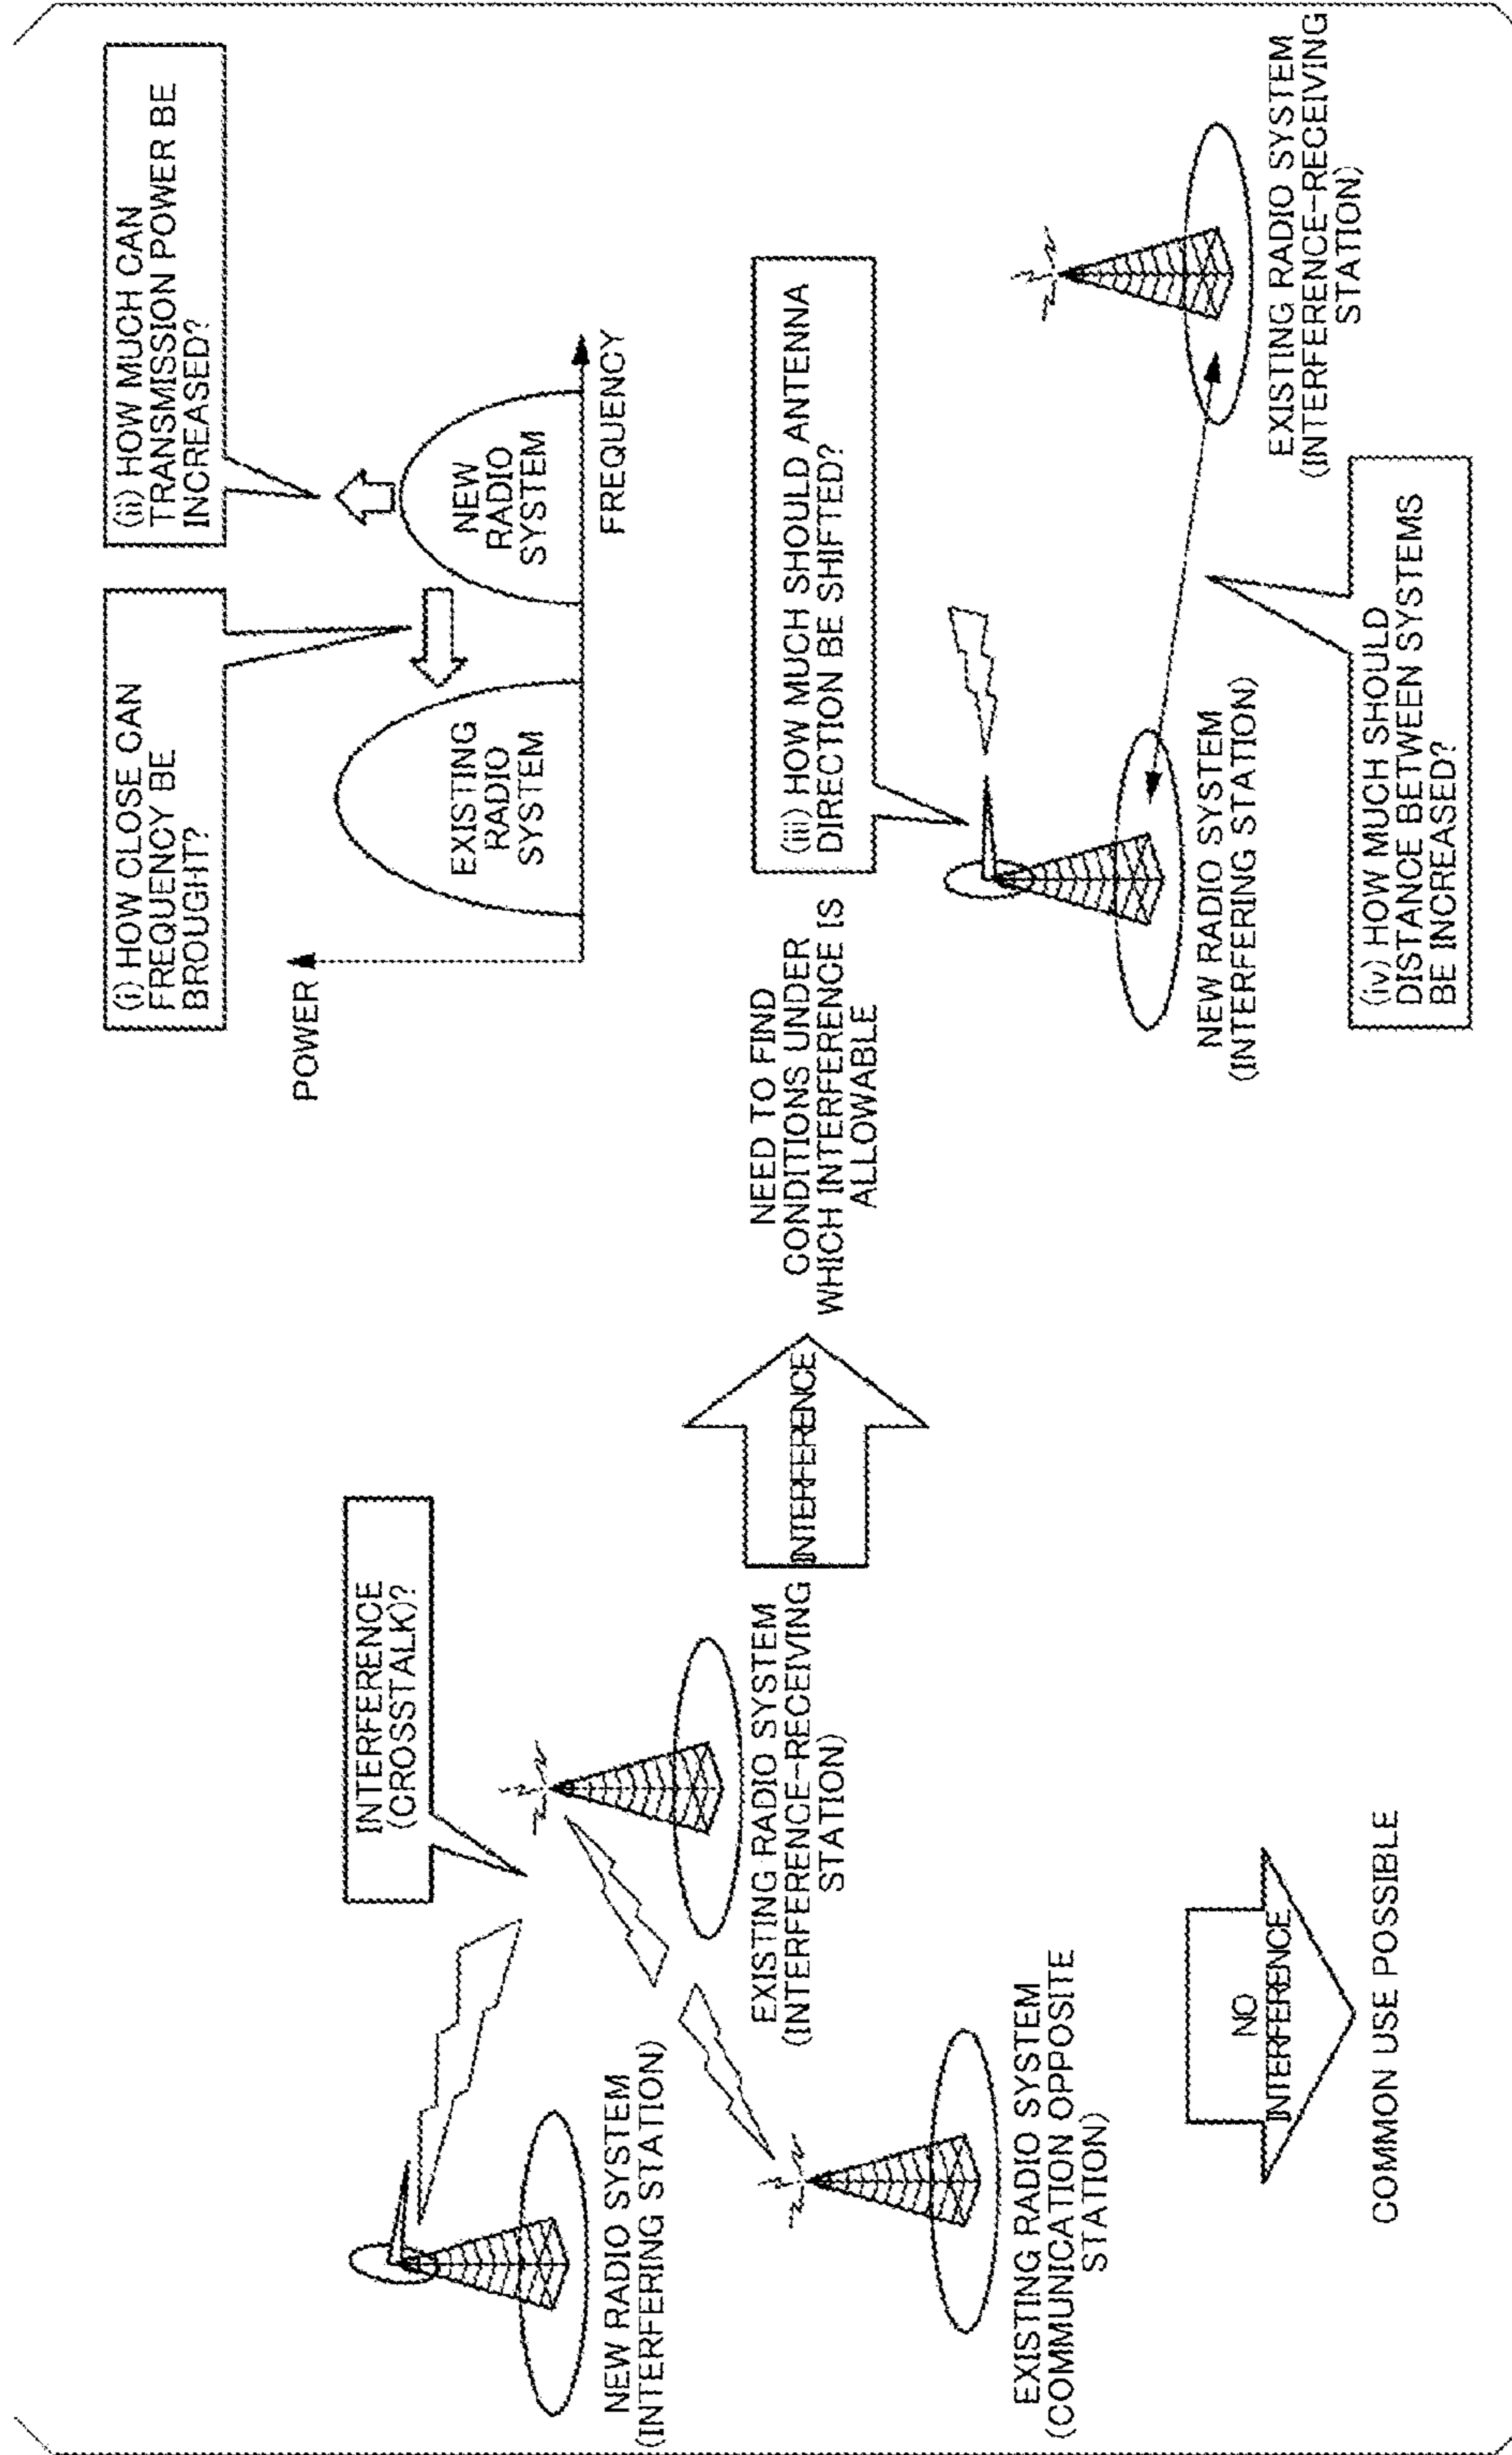 INTERFERENCE
(CROSSTALK)?
NEW RADIO SYSTEM
(INTERFERING STATION)
EXISTING RADIO SYSTEM
(INTERFERENCE-RECEIVING
STATION)
EXISTING RADIO SYSTEM
(COMMUNICATION OPPOSITE
STATION)
NO
INTERFERENCE
COMMON USE POSSIBLE
INTERFERENCE
NEED TO FIND
CONDITIONS UNDER
WHICH INTERFERENCE IS
ALLOWABLE
(i) HOW CLOSE CAN
FREQUENCY BE
BROUGHT?
(ii) HOW MUCH CAN
TRANSMISSION POWER BE
INCREASED?
POWER
EXISTING
RADIO
SYSTEM
NEW
RADIO
SYSTEM
FREQUENCY
(iii) HOW MUCH SHOULD ANTENNA
DIRECTION BE SHIFTED?
NEW RADIO SYSTEM
(INTERFERING STATION)
EXISTING RADIO SYSTEM
(INTERFERENCE-RECEIVING
STATION)
(iv) HOW MUCH SHOULD
DISTANCE BETWEEN SYSTEMS
BE INCREASED?